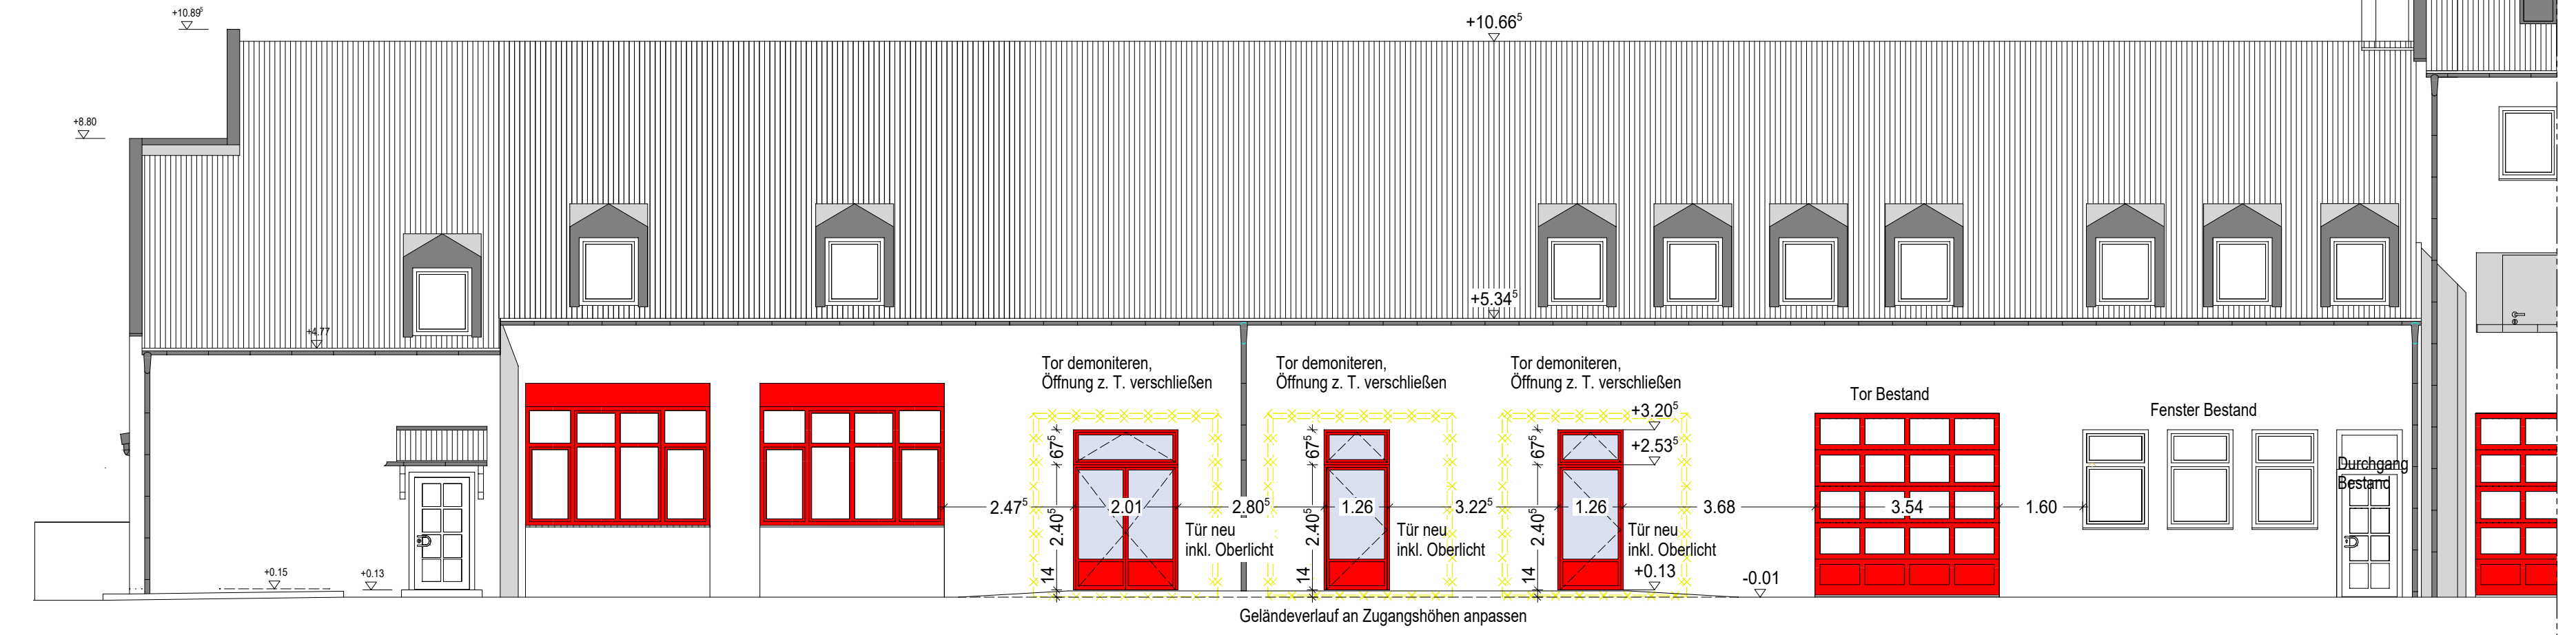 +10.89⁵
+10.66⁵
+8.80
+5.34⁵
+4.77
Tor demoniteren,
Öffnung z. T. verschließen
Tor demoniteren,
Öffnung z. T. verschließen
Tor demoniteren,
Öffnung z. T. verschließen
Tor Bestand
Fenster Bestand
+3.20⁵
+2.53⁵
67⁵
67⁵
67⁵
Durchgang
Bestand
2.47⁵
2.01
2.80⁵
1.26
3.22⁵
1.26
3.68
3.54
1.60
2.40⁵
2.40⁵
2.40⁵
Tür neu
inkl. Oberlicht
Tür neu
inkl. Oberlicht
Tür neu
inkl. Oberlicht
+0.15
+0.13
14
14
14
+0.13
-0.01
Geländeverlauf an Zugangshöhen anpassen